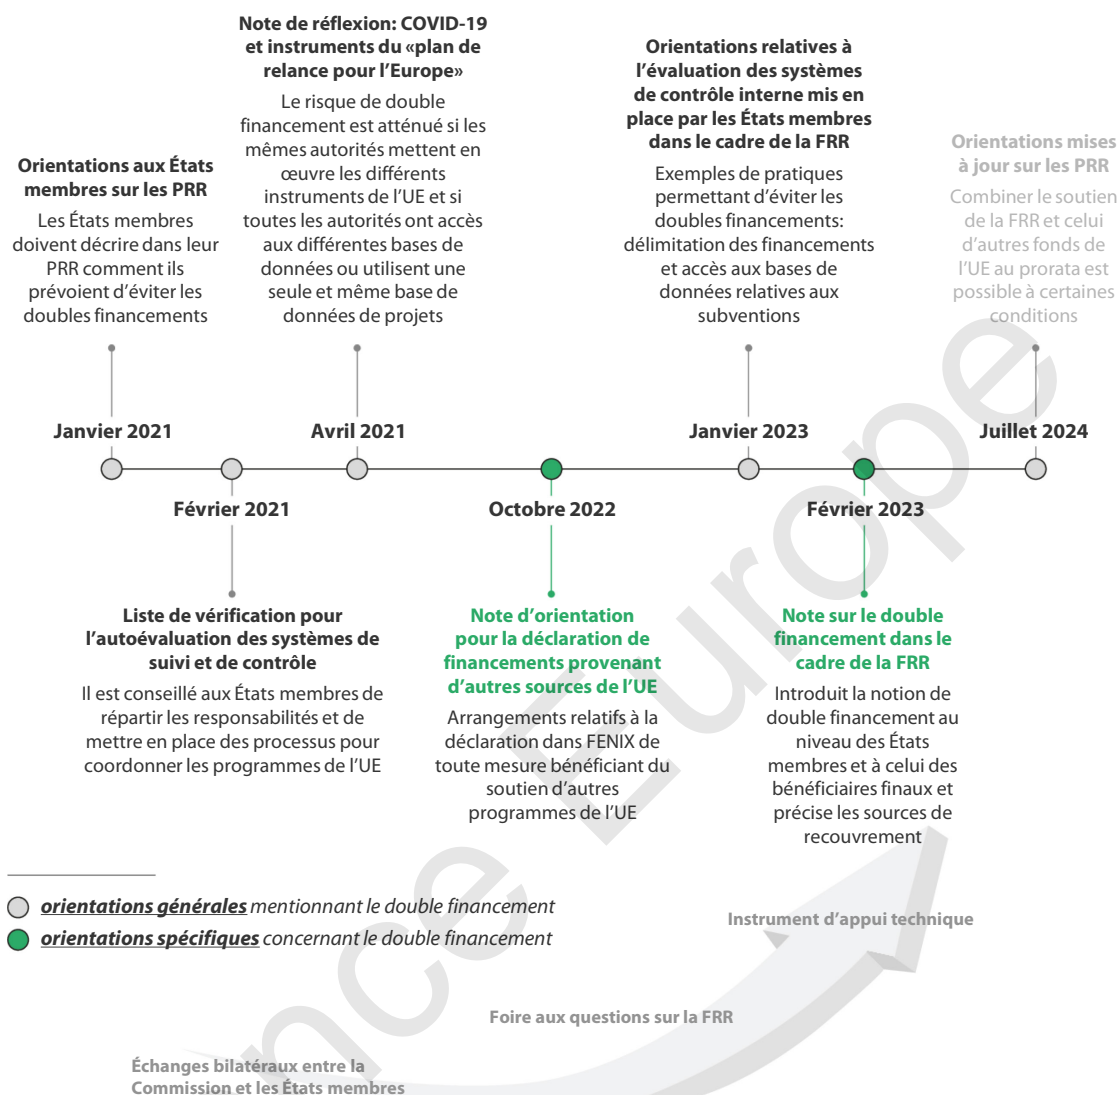 Note de réflexion: COVID-19
et instruments du «plan de
relance pour l’Europe»
Le risque de double
financement est atténué si les
mêmes autorités mettent en
œuvre les différents
instruments de l’UE et si
toutes les autorités ont accès
aux différentes bases de
données ou utilisent une
seule et même base de
données de projets
Orientations relatives à
l’évaluation des systèmes
de contrôle interne mis en
place par les États membres
dans le cadre de la FRR
Exemples de pratiques
permettant d’éviter les
doubles financements:
délimitation des financements
et accès aux bases de
données relatives aux
subventions
Orientations aux États
membres sur les PRR
Les États membres
doivent décrire dans leur
PRR comment ils
prévoient d’éviter les
doubles financements
Orientations mises
à jour sur les PRR
Combiner le soutien
de la FRR et celui
d’autres fonds de
l’UE au prorata est
possible à certaines
conditions
Janvier 2021
Avril 2021
Janvier 2023
Juillet 2024
Février 2021
Octobre 2022
Février 2023
Liste de vérification pour
l’autoévaluation des systèmes de
suivi et de contrôle
Il est conseillé aux États membres de
répartir les responsabilités et de
mettre en place des processus pour
coordonner les programmes de l’UE
Note d’orientation
pour la déclaration de
financements provenant
d’autres sources de l’UE
Arrangements relatifs à la
déclaration dans FENIX de
toute mesure bénéficiant du
soutien d’autres
programmes de l’UE
Note sur le double
financement dans le
cadre de la FRR
Introduit la notion de
double financement au
niveau des États
membres et à celui des
bénéficiaires finaux et
précise les sources de
recouvrement
orientations générales mentionnant le double financement
orientations spécifiques concernant le double financement
Instrument d’appui technique
Foire aux questions sur la FRR
Échanges bilatéraux entre la
Commission et les États membres
nce Europe